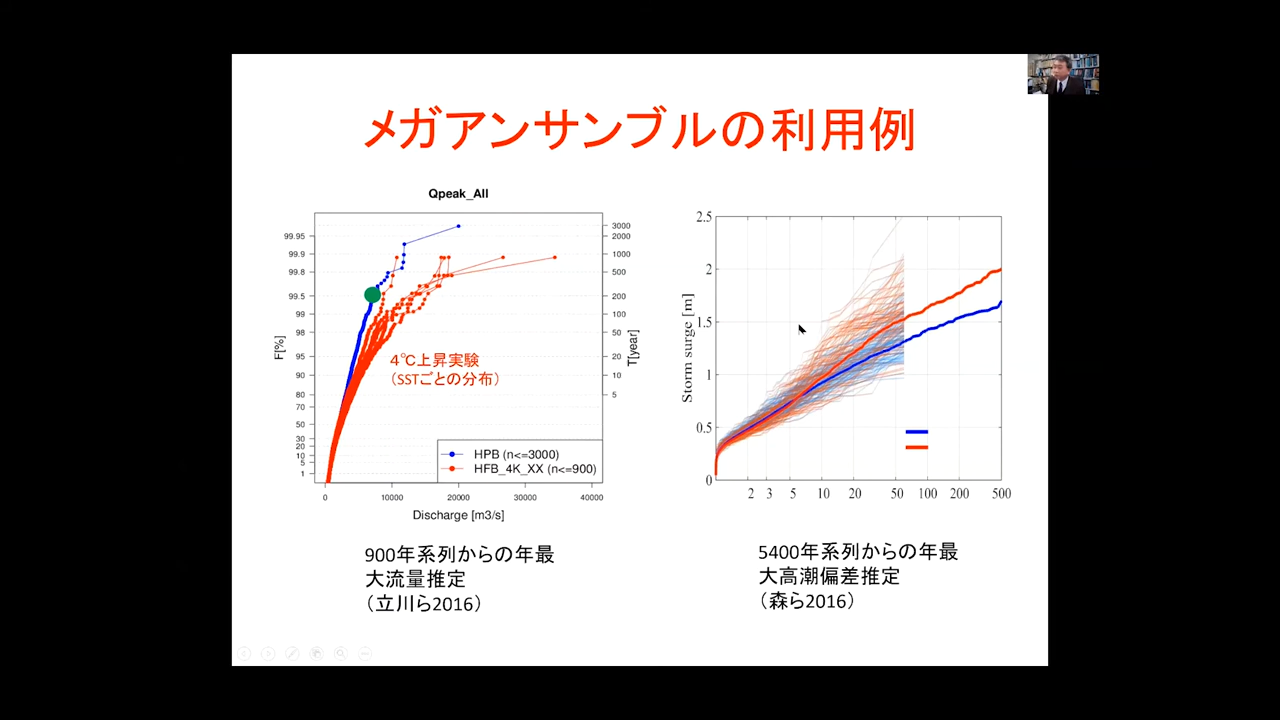 メガアンサンブルの利用例
Qpeak_All
F[%]
99.95
99.9
99.8
99.5
99
98
95
90
80
70
50
30
20
10
5
1
3000
2000
1000
500
200
100
50
20
10
5
T[year]
4℃上昇実験
（SSTごとの分布）
HPB (n<=3000)
HFB_4K_XX (n<=900)
0 10000 20000 30000 40000
Discharge [m3/s]
900年系列からの年最
大流量推定
（立川ら2016）
Storm surge [m]
2.5
2
1.5
1
0.5
0
2 3 5 10 20 50 100 200 500
5400年系列からの年最
大高潮偏差推定
（森ら2016）